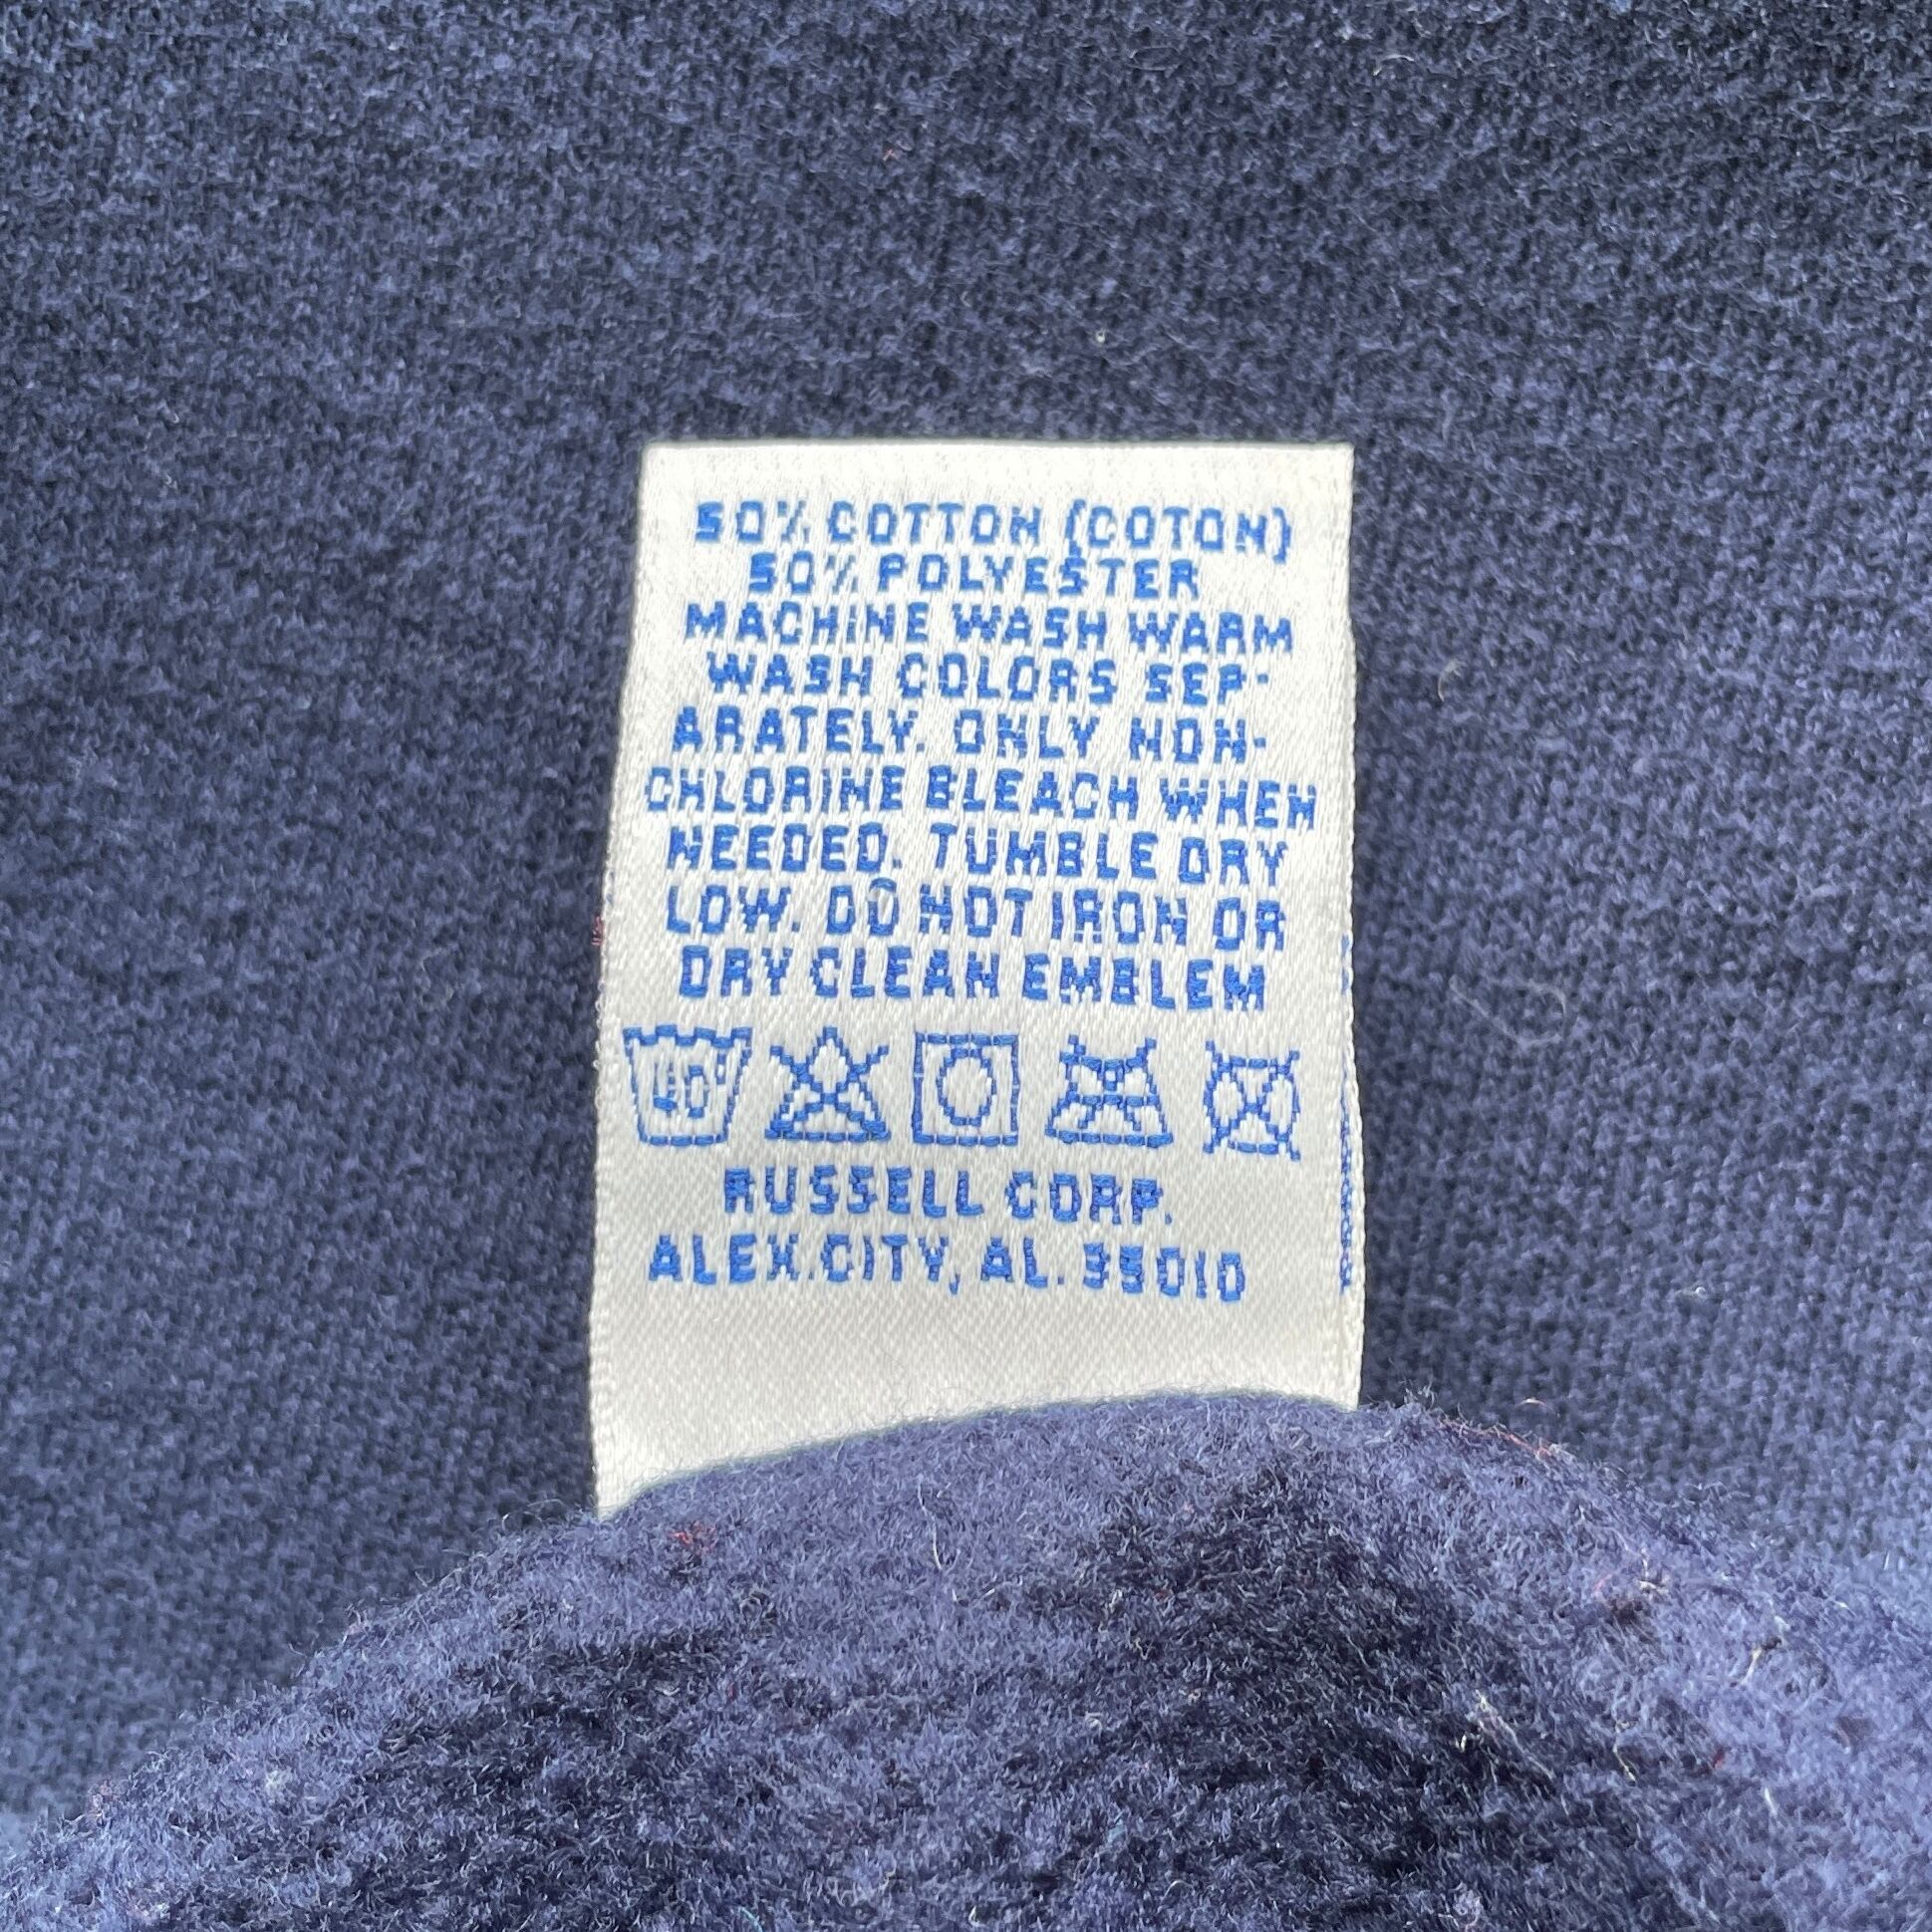 50% COTTON (COTON)
50% POLYESTER
MACHINE WASH WARM
WASH COLORS SEP-
ARATELY. ONLY NON-
CHLORINE BLEACH WHEN
NEEDED. TUMBLE DRY
LOW. DO NOT IRON OR
DRY CLEAN EMBLEM
40°
RUSSELL CORP.
ALEX.CITY, AL. 35010